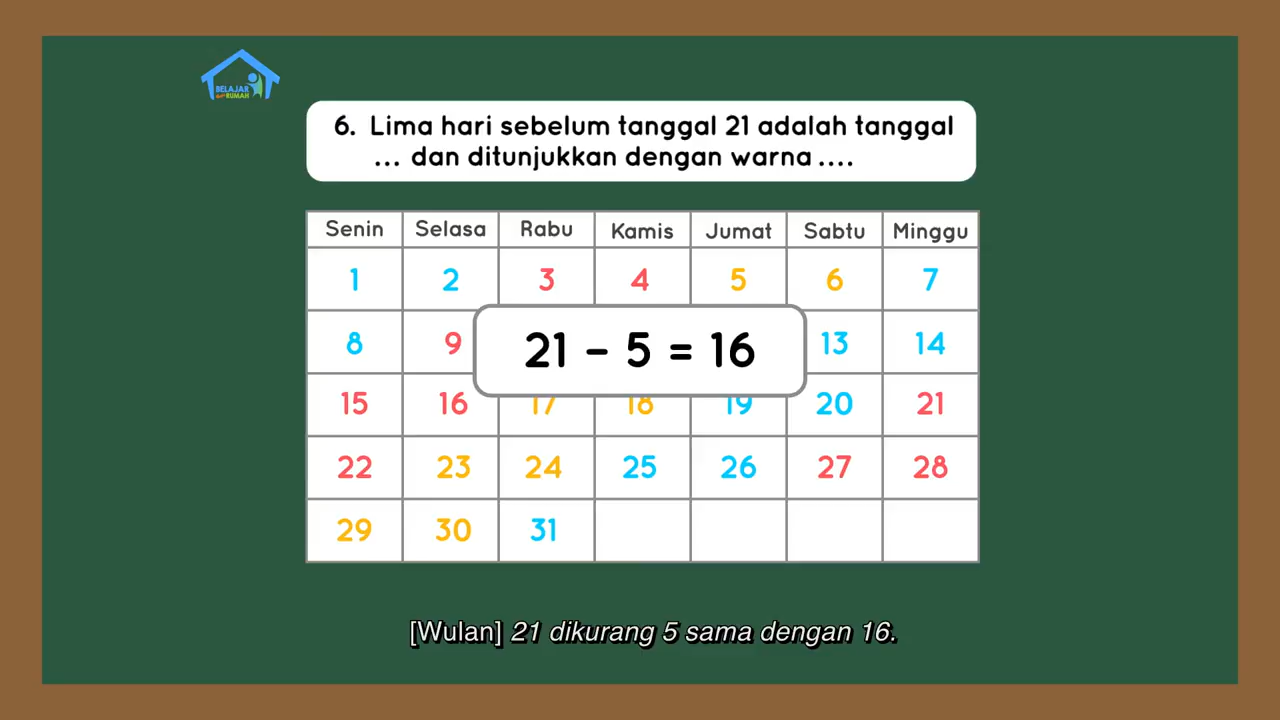 BELAJAR
dari RUMAH
6. Lima hari sebelum tanggal 21 adalah tanggal
... dan ditunjukkan dengan warna ....
Senin Selasa Rabu Kamis Jumat Sabtu Minggu
1 2 3 4 5 6 7
8 9 13 14
21 – 5 = 16
15 16 17 18 19 20 21
22 23 24 25 26 27 28
29 30 31
[Wulan] 21 dikurang 5 sama dengan 16.